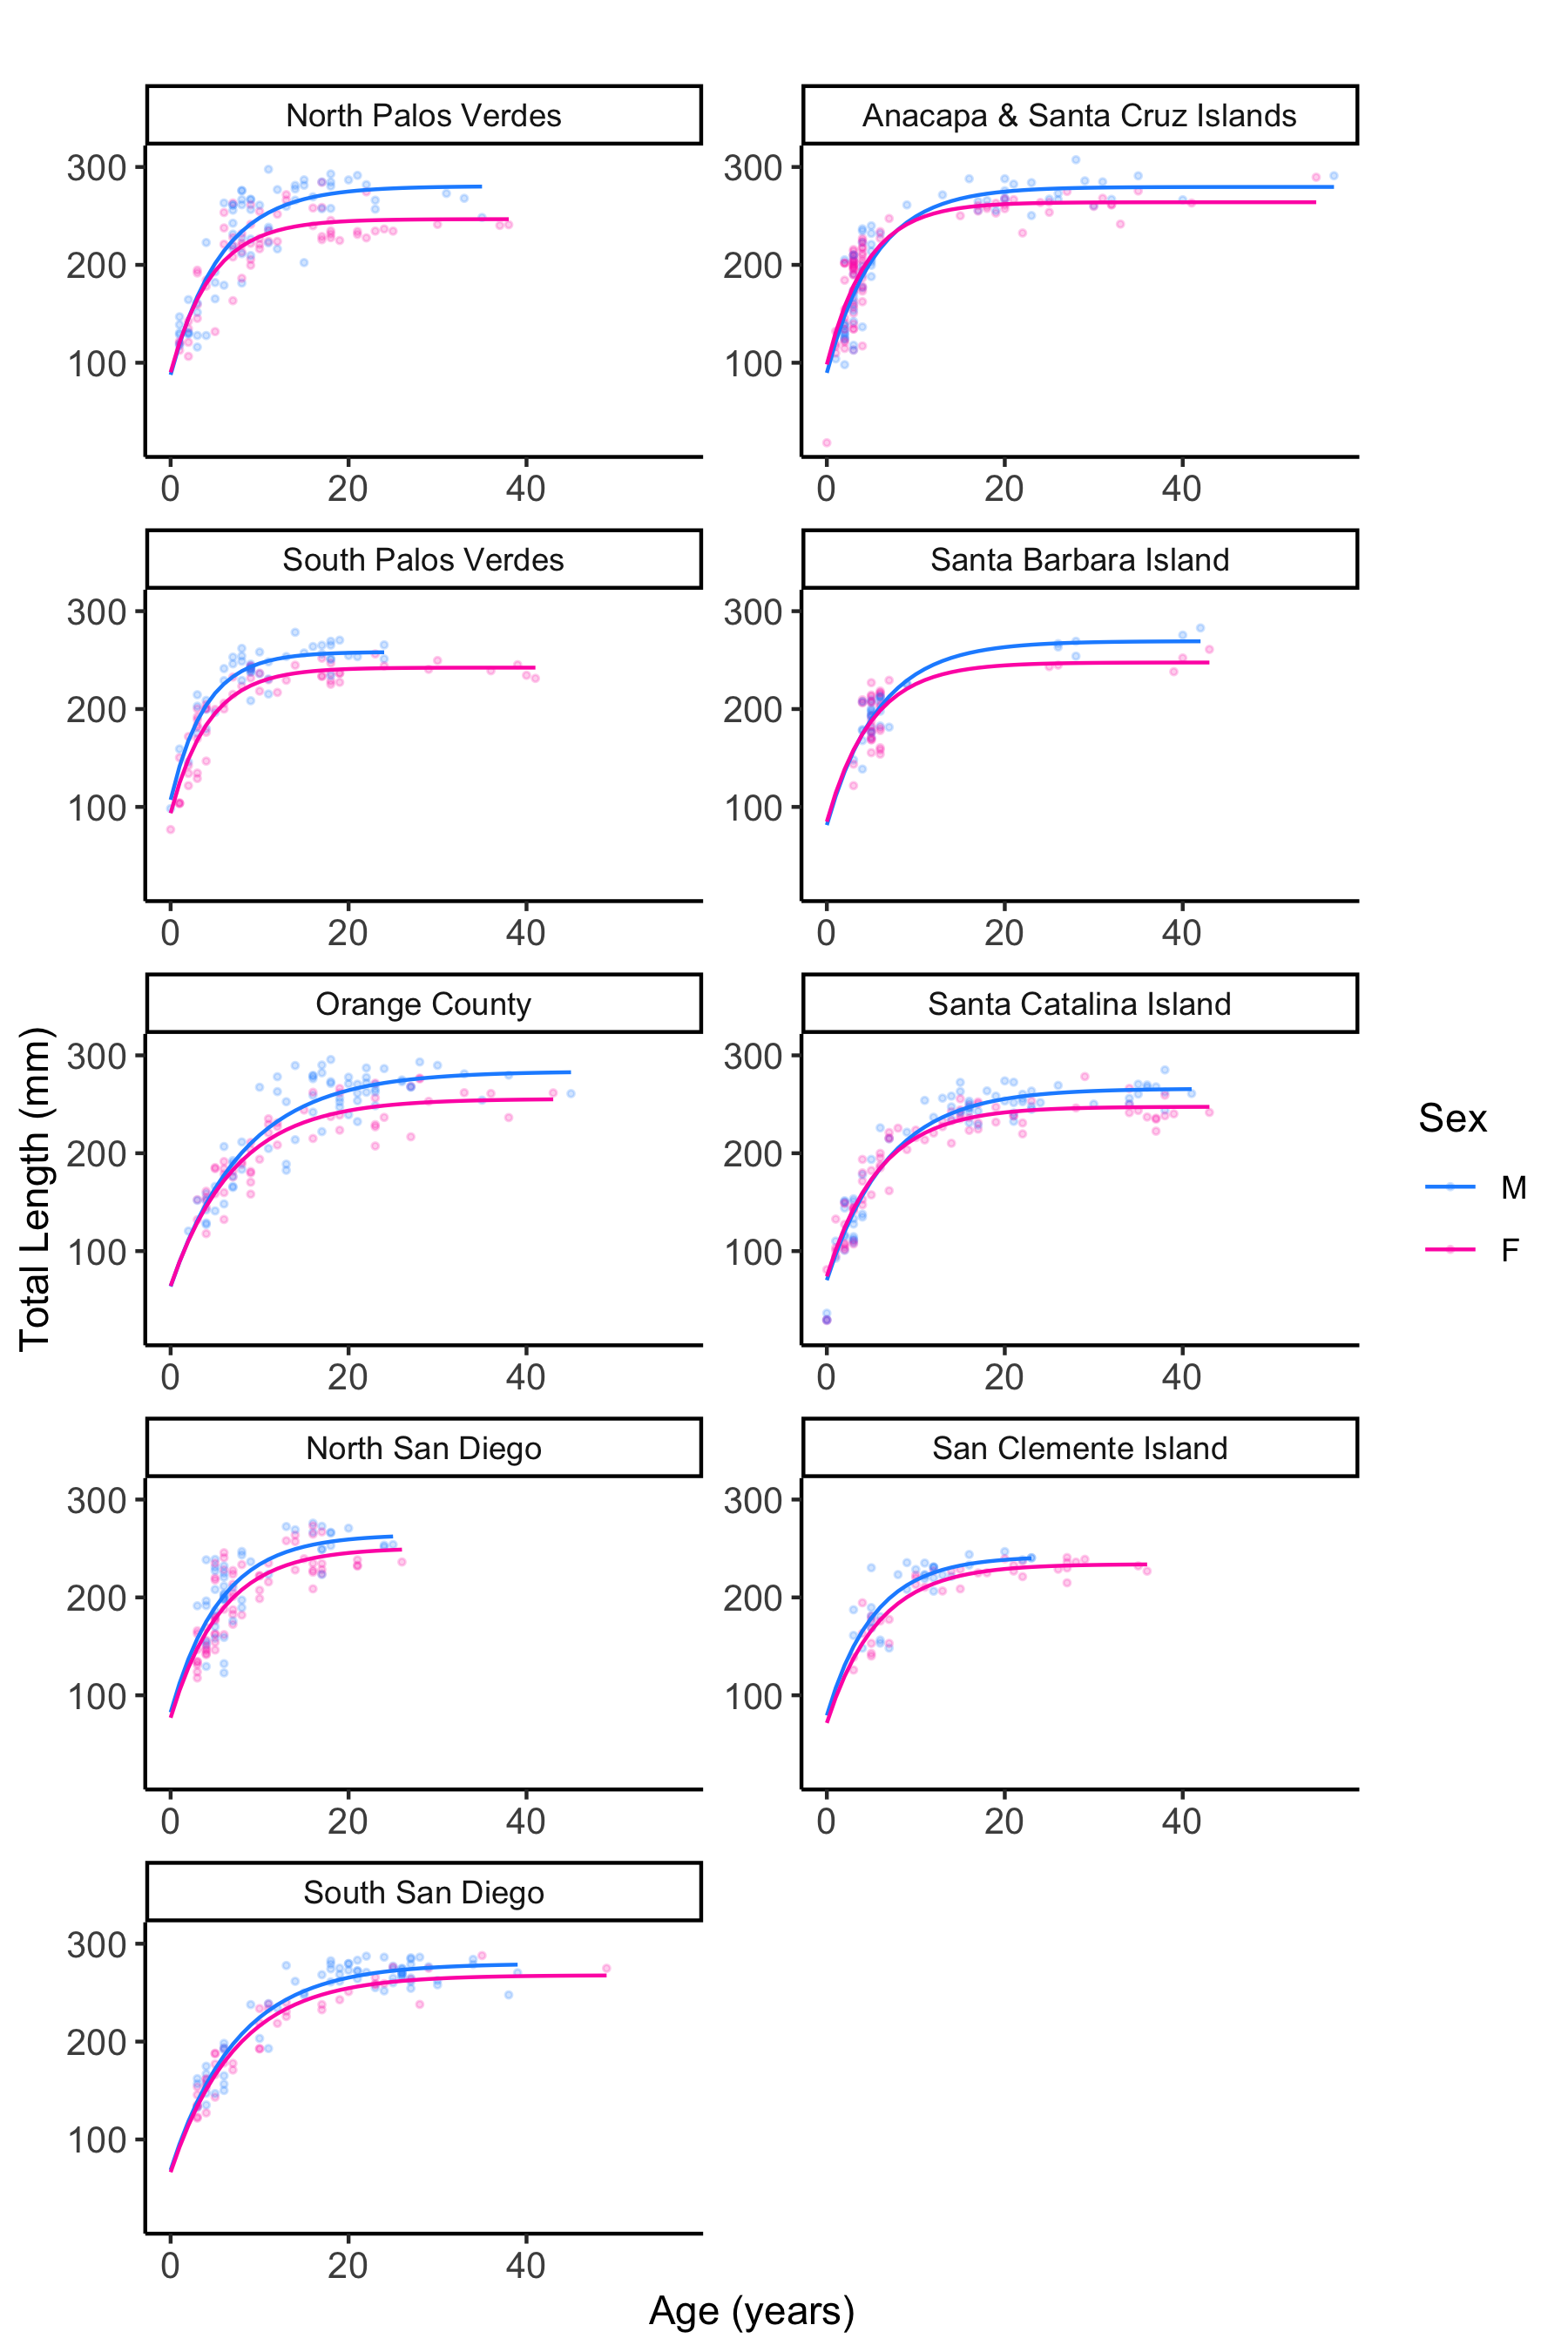 North Palos Verdes
Anacapa & Santa Cruz Islands
300
200
100
0 20 40
300
200
100
0 20 40
South Palos Verdes
Santa Barbara Island
300
200
100
0 20 40
300
200
100
0 20 40
Orange County
Santa Catalina Island
300
200
100
0 20 40
300
200
100
0 20 40
North San Diego
San Clemente Island
300
200
100
0 20 40
300
200
100
0 20 40
South San Diego
300
200
100
0 20 40
Total Length (mm)
Age (years)
Sex
M
F